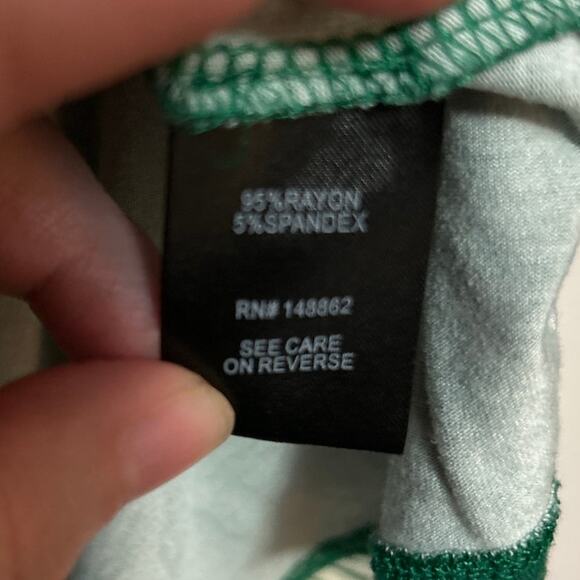 95%RAYON
5%SPANDEX
RN# 148862
SEE CARE
ON REVERSE